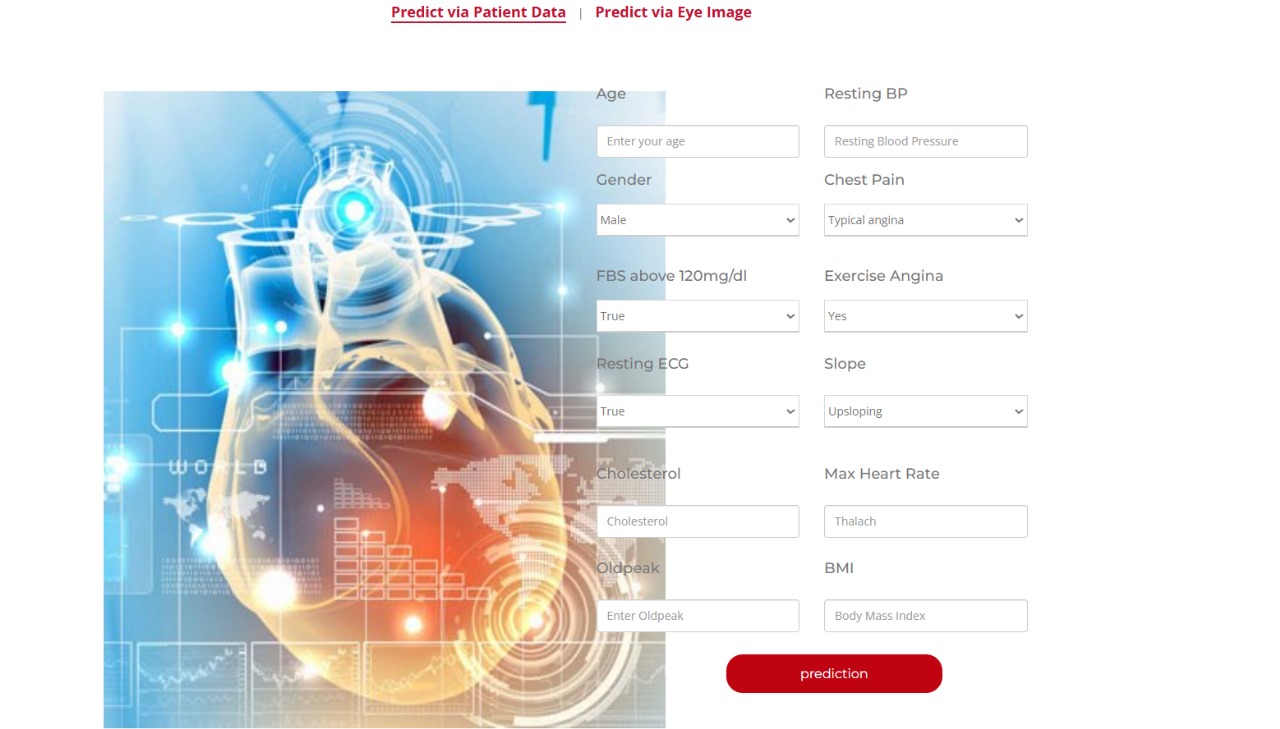 Predict via Patient Data | Predict via Eye Image
Age Resting BP
Enter your age Resting Blood Pressure
Gender Chest Pain
Male Typical angina
FBS above 120mg/dl Exercise Angina
True Yes
Resting ECG Slope
True Upsloping
WORLD
Cholesterol Max Heart Rate
Cholesterol Thalach
Oldpeak BMI
Enter Oldpeak Body Mass Index
prediction